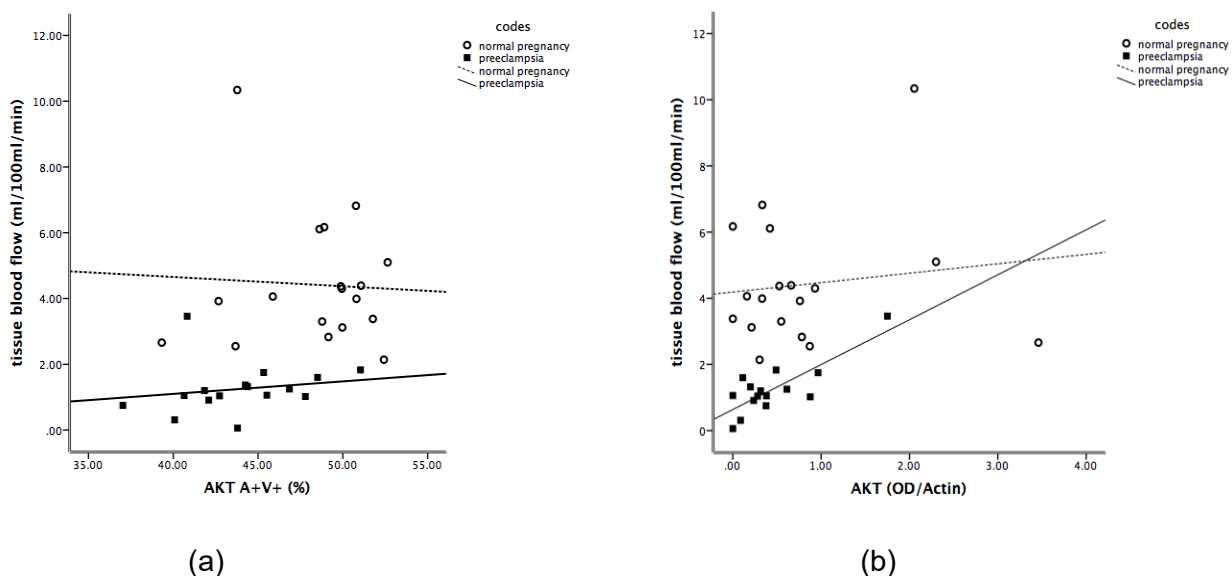 codes
normal pregnancy
preeclampsia
normal pregnancy
preeclampsia
tissue blood flow (ml/100ml/min)
12.00
10.00
8.00
6.00
4.00
2.00
.00
35.00 40.00 45.00 50.00 55.00
AKT A+V+ (%)
(a)
codes
normal pregnancy
preeclampsia
normal pregnancy
preeclampsia
tissue blood flow (ml/100ml/min)
12
10
8
6
4
2
0
.00 1.00 2.00 3.00 4.00
AKT (OD/Actin)
(b)